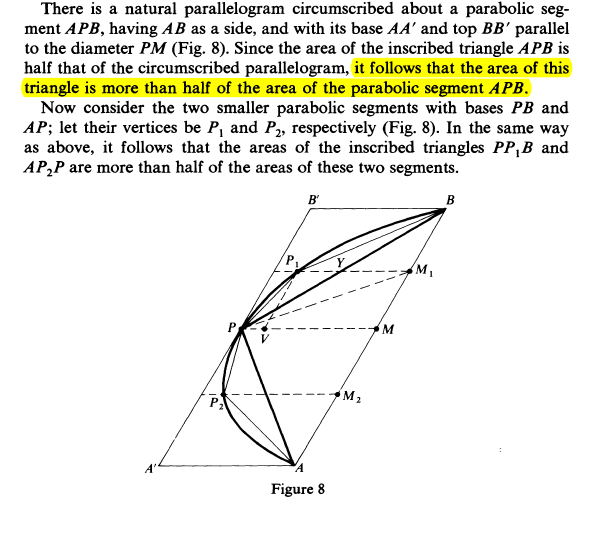 There is a natural parallelogram circumscribed about a parabolic seg-
ment APB, having AB as a side, and with its base AA′ and top BB′ parallel
to the diameter PM (Fig. 8). Since the area of the inscribed triangle APB is
half that of the circumscribed parallelogram, it follows that the area of this
triangle is more than half of the area of the parabolic segment APB.
Now consider the two smaller parabolic segments with bases PB and
AP; let their vertices be P₁ and P₂, respectively (Fig. 8). In the same way
as above, it follows that the areas of the inscribed triangles PP₁B and
AP₂P are more than half of the areas of these two segments.
B′ B
P₁ Y M₁
P V M
P₂ M₂
A′ A
Figure 8